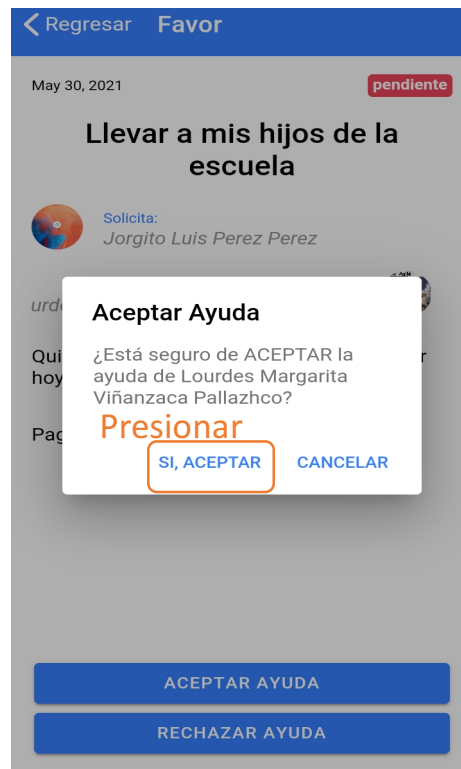 Regresar Favor
May 30, 2021 pendiente
Llevar a mis hijos de la
escuela
Solicita:
Jorgito Luis Perez Perez
Aceptar Ayuda
¿Está seguro de ACEPTAR la
ayuda de Lourdes Margarita
Viñanzaca Pallazhco?
hoy
Presionar
SI, ACEPTAR CANCELAR
ACEPTAR AYUDA
RECHAZAR AYUDA